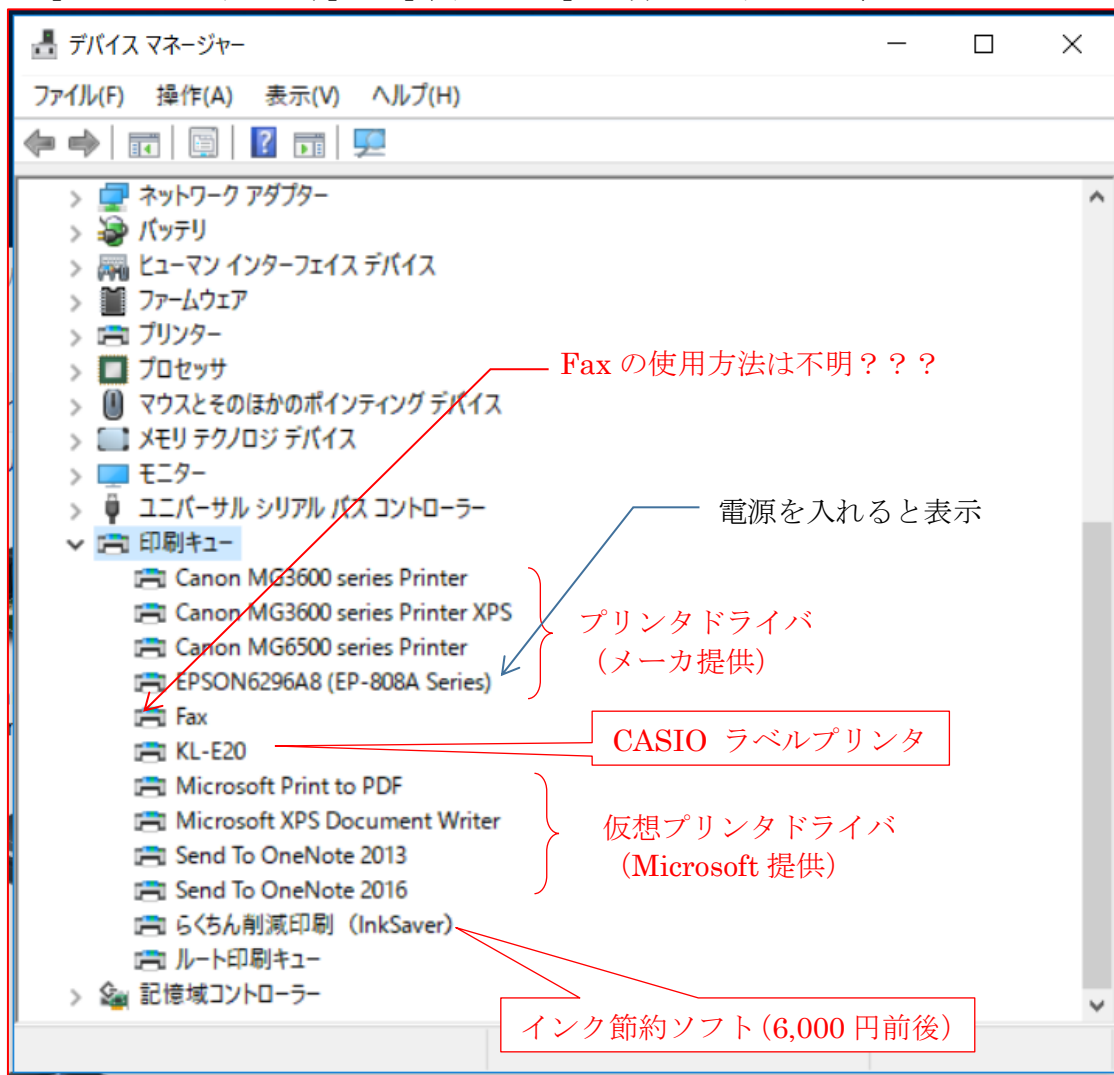 デバイス マネージャー
ファイル(F) 操作(A) 表示(V) ヘルプ(H)
ネットワーク アダプター
バッテリ
ヒューマン インターフェイス デバイス
ファームウェア
プリンター
プロセッサ
Fax の使用方法は不明???
マウスとそのほかのポインティング デバイス
メモリ テクノロジ デバイス
モニター
ユニバーサル シリアル バス コントローラー
電源を入れると表示
印刷キュー
Canon MG3600 series Printer
Canon MG3600 series Printer XPS
Canon MG6500 series Printer
EPSON6296A8 (EP-808A Series)
プリンタドライバ
(メーカ提供)
Fax
KL-E20
CASIO ラベルプリンタ
Microsoft Print to PDF
Microsoft XPS Document Writer
Send To OneNote 2013
Send To OneNote 2016
仮想プリンタドライバ
(Microsoft 提供)
らくちん削減印刷 (InkSaver)
ルート印刷キュー
記憶域コントローラー
インク節約ソフト(6,000 円前後)